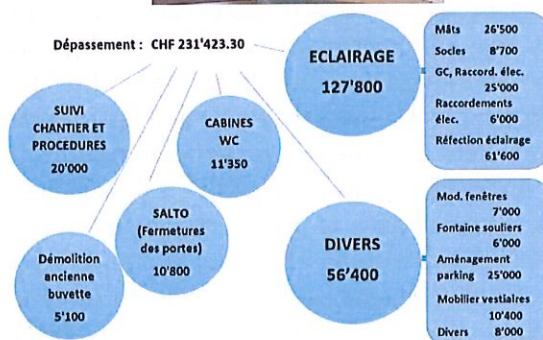 Dépassement : CHF 231'423.30
ECLAIRAGE
127'800
Mâts 26'500
Socles 8'700
GC, Raccord. élec.
25'000
Raccordements
élec. 6'000
Réfection éclairage
61'600
SUIVI
CHANTIER ET
PROCEDURES
20'000
CABINES
WC
11'350
SALTO
(Fermetures
des portes)
10'800
Démolition
ancienne
buvette
5'100
DIVERS
56'400
Mod. fenêtres
7'000
Fontaine souliers
6'000
Aménagement
parking 25'000
Mobilier vestiaires
10'400
Divers 8'000